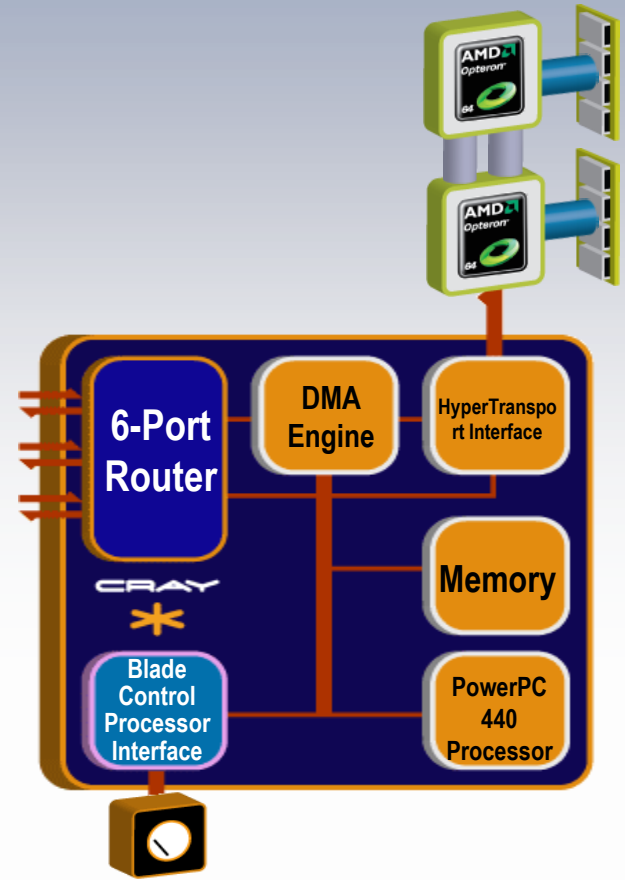 AMD
Opteron
64
AMD
Opteron
64
6-Port
Router
DMA
Engine
HyperTranspo
rt Interface
Memory
CRAY
Blade
Control
Processor
Interface
PowerPC
440
Processor